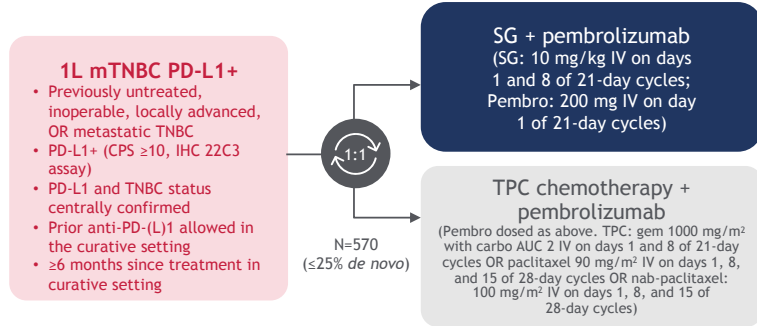 1L mTNBC PD-L1+
• Previously untreated,
inoperable, locally advanced,
OR metastatic TNBC
• PD-L1+ (CPS ≥10, IHC 22C3
assay)
• PD-L1 and TNBC status
centrally confirmed
• Prior anti-PD-(L)1 allowed in
the curative setting
• ≥6 months since treatment in
curative setting
1:1
N=570
(≤25% de novo)
SG + pembrolizumab
(SG: 10 mg/kg IV on days
1 and 8 of 21-day cycles;
Pembro: 200 mg IV on day
1 of 21-day cycles)
TPC chemotherapy +
pembrolizumab
(Pembro dosed as above. TPC: gem 1000 mg/m²
with carbo AUC 2 IV on days 1 and 8 of 21-day
cycles OR paclitaxel 90 mg/m² IV on days 1, 8,
and 15 of 28-day cycles OR nab-paclitaxel:
100 mg/m² IV on days 1, 8, and 15 of
28-day cycles)